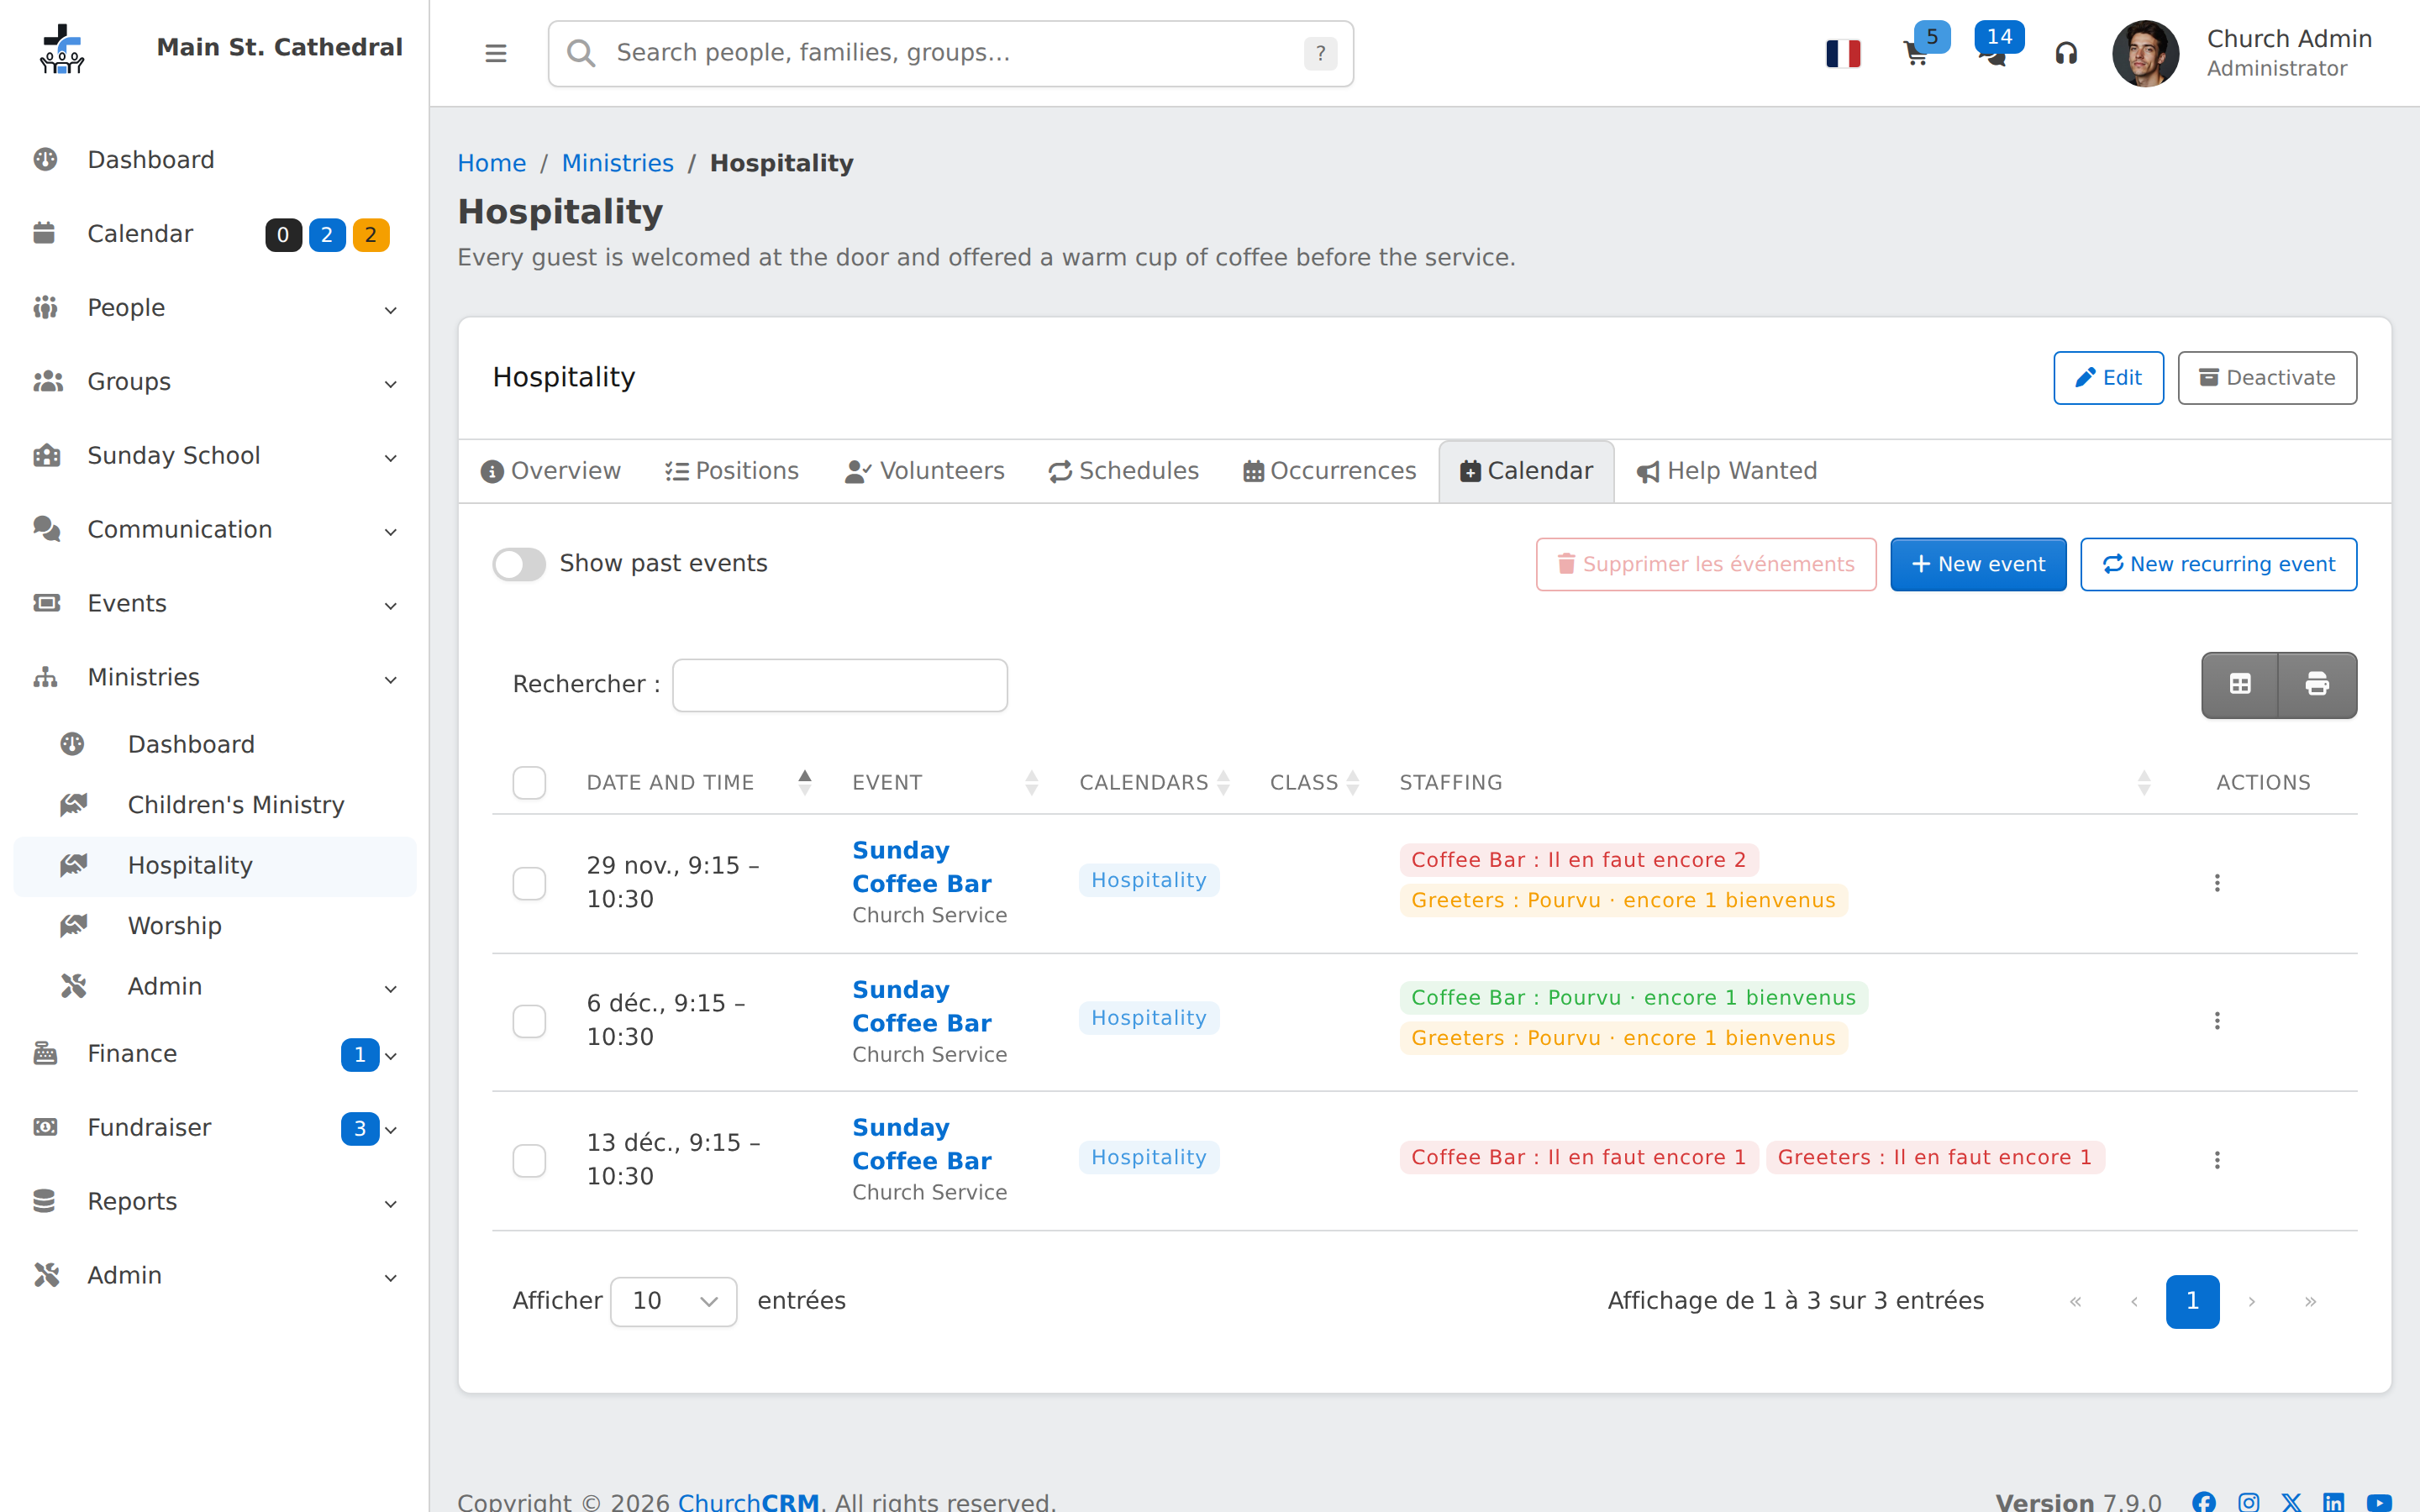 Main St. Cathedral
Search people, families, groups...
?
5
14
Church Admin
Administrator
Dashboard
Calendar
0
2
2
People
Groups
Sunday School
Communication
Events
Ministries
Dashboard
Children's Ministry
Hospitality
Worship
Admin
Finance
1
Fundraiser
3
Reports
Admin
Home / Ministries / Hospitality
Hospitality
Every guest is welcomed at the door and offered a warm cup of coffee before the service.
Hospitality
Edit
Deactivate
Overview
Positions
Volunteers
Schedules
Occurrences
Calendar
Help Wanted
Show past events
Supprimer les événements
New event
New recurring event
Rechercher :
DATE AND TIME
EVENT
CALENDARS
CLASS
STAFFING
ACTIONS
29 nov., 9:15 –
10:30
Sunday
Coffee Bar
Church Service
Hospitality
Coffee Bar : Il en faut encore 2
Greeters : Pourvu · encore 1 bienvenus
6 déc., 9:15 –
10:30
Sunday
Coffee Bar
Church Service
Hospitality
Coffee Bar : Pourvu · encore 1 bienvenus
Greeters : Pourvu · encore 1 bienvenus
13 déc., 9:15 –
10:30
Sunday
Coffee Bar
Church Service
Hospitality
Coffee Bar : Il en faut encore 1
Greeters : Il en faut encore 1
Afficher 10 entrées
Affichage de 1 à 3 sur 3 entrées
« ‹ 1 › »
Copyright © 2026 ChurchCRM. All rights reserved.
Version 7.9.0